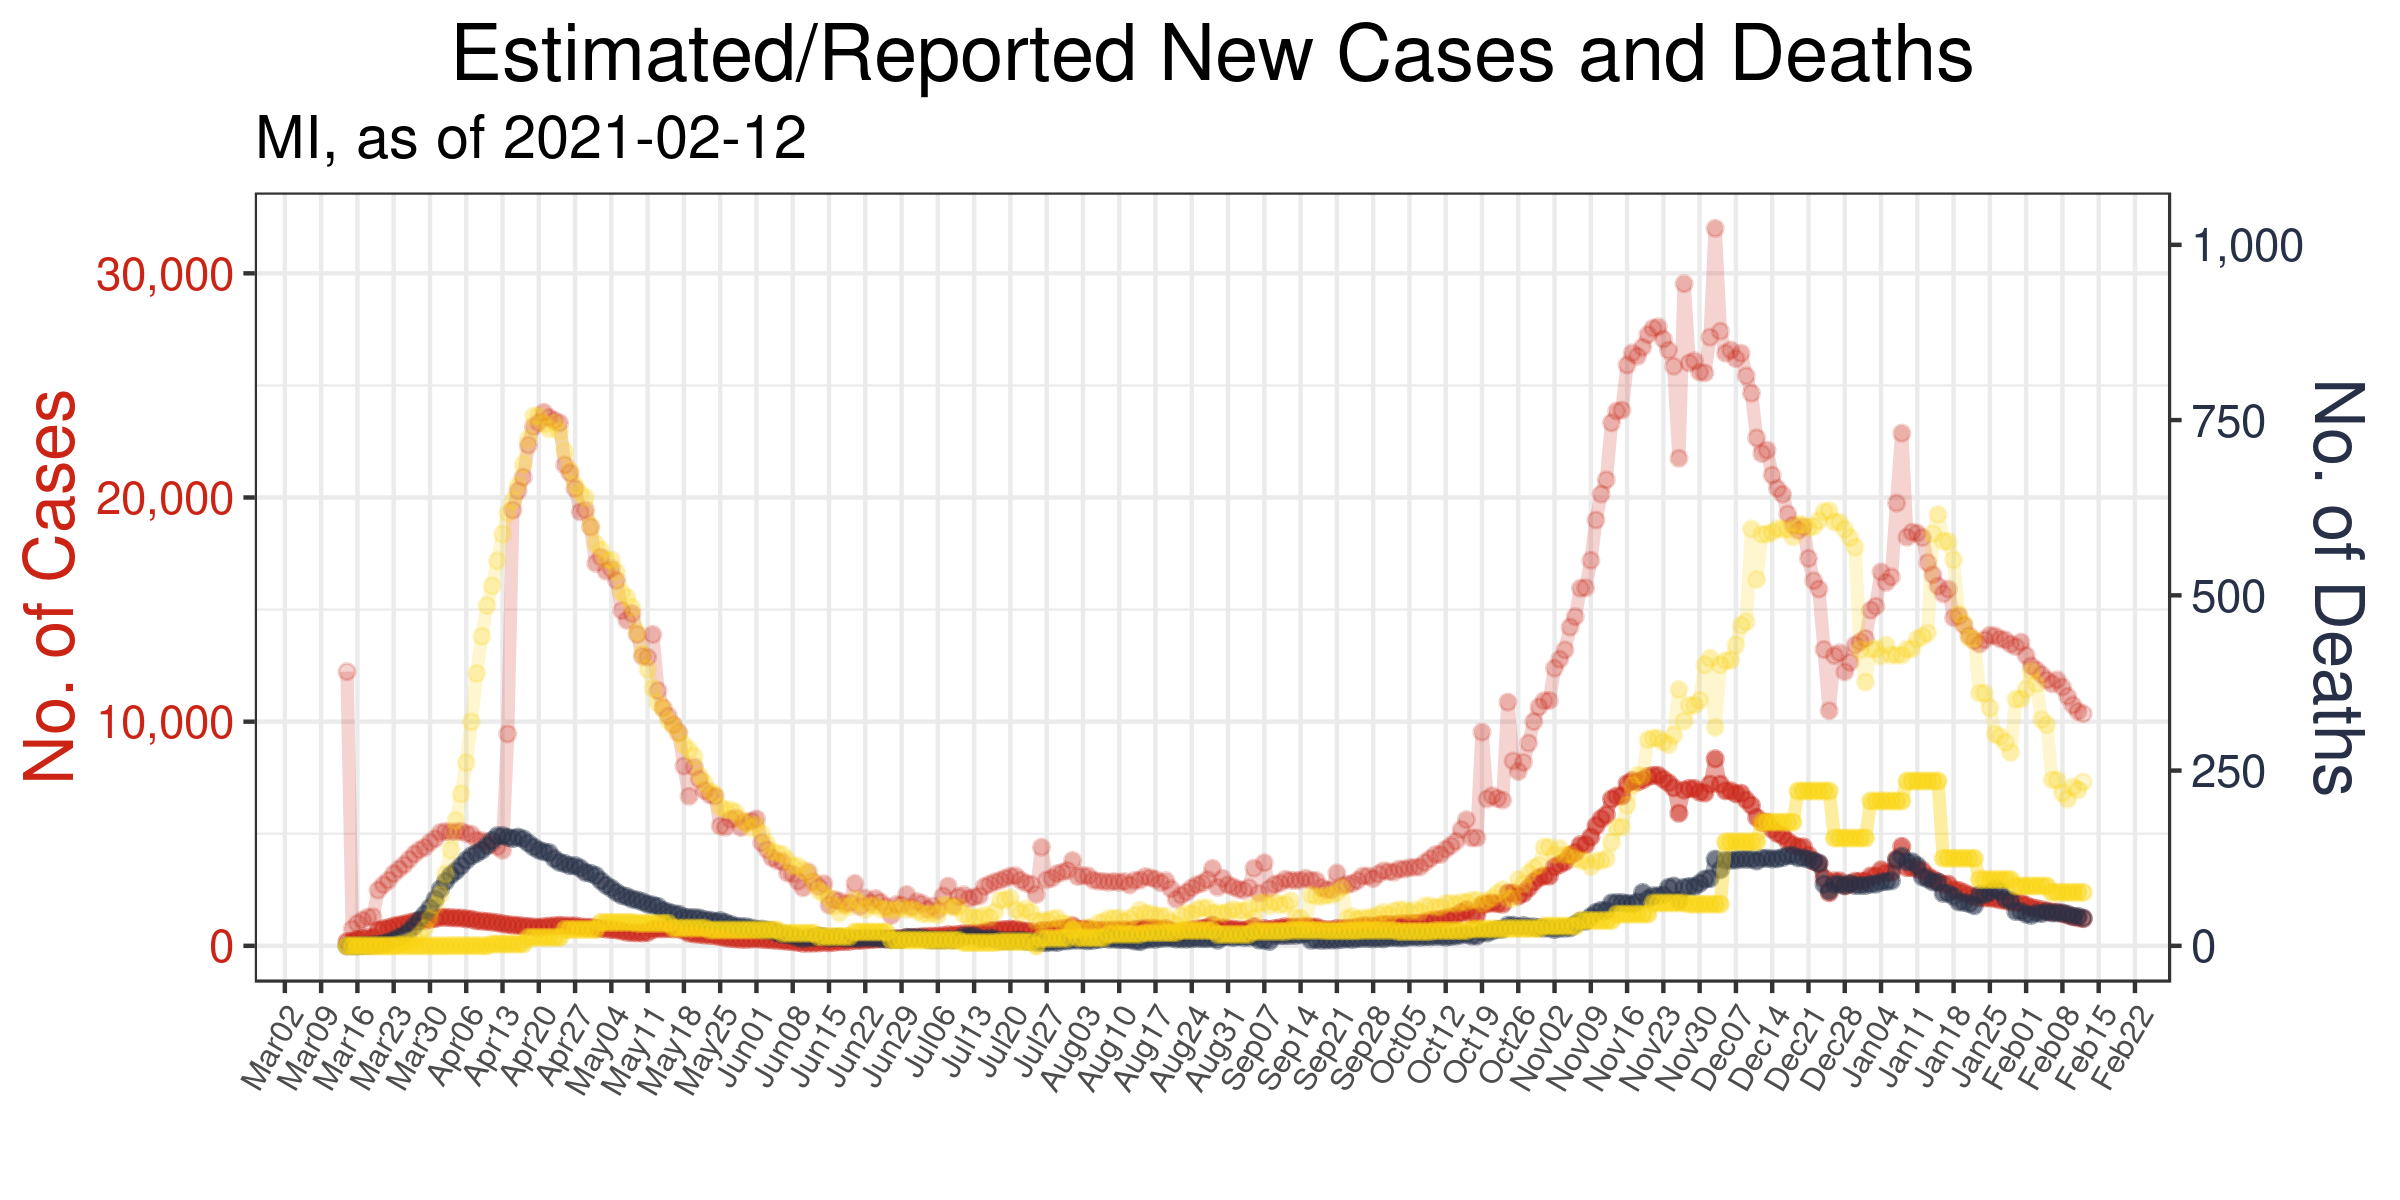 Estimated/Reported New Cases and Deaths
MI, as of 2021-02-12
No. of Cases
30,000
20,000
10,000
0
1,000
750
500
250
0
No. of Deaths
Mar02
Mar09
Mar16
Mar23
Mar30
Apr06
Apr13
Apr20
Apr27
May04
May11
May18
May25
Jun01
Jun08
Jun15
Jun22
Jun29
Jul06
Jul13
Jul20
Jul27
Aug03
Aug10
Aug17
Aug24
Aug31
Sep07
Sep14
Sep21
Sep28
Oct05
Oct12
Oct19
Oct26
Nov02
Nov09
Nov16
Nov23
Nov30
Dec07
Dec14
Dec21
Dec28
Jan04
Jan11
Jan18
Jan25
Feb01
Feb08
Feb15
Feb22